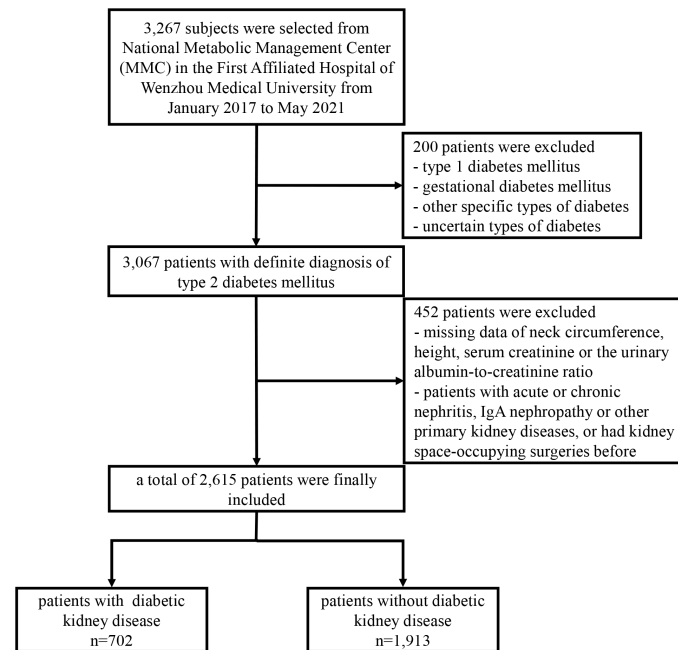 3,267 subjects were selected from
National Metabolic Management Center
(MMC) in the First Affiliated Hospital of
Wenzhou Medical University from
January 2017 to May 2021
200 patients were excluded
- type 1 diabetes mellitus
- gestational diabetes mellitus
- other specific types of diabetes
- uncertain types of diabetes
3,067 patients with definite diagnosis of
type 2 diabetes mellitus
452 patients were excluded
- missing data of neck circumference,
height, serum creatinine or the urinary
albumin-to-creatinine ratio
- patients with acute or chronic
nephritis, IgA nephropathy or other
primary kidney diseases, or had kidney
space-occupying surgeries before
a total of 2,615 patients were finally
included
patients with diabetic
kidney disease
n=702
patients without diabetic
kidney disease
n=1,913